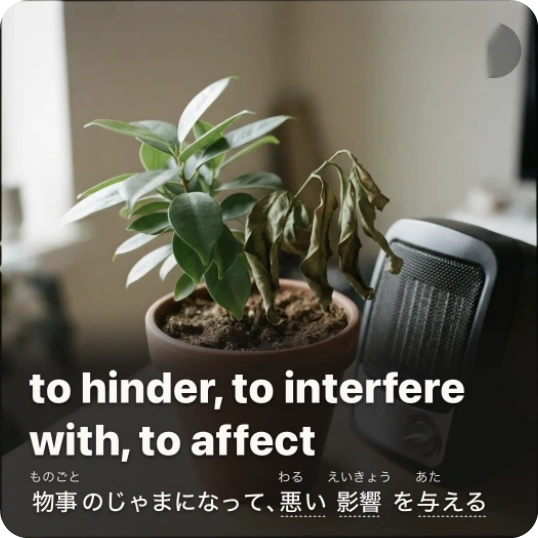 to hinder, to interfere
with, to affect
ものごと わる えいきょう あた
物事のじゃまになって、悪い 影響 を与える